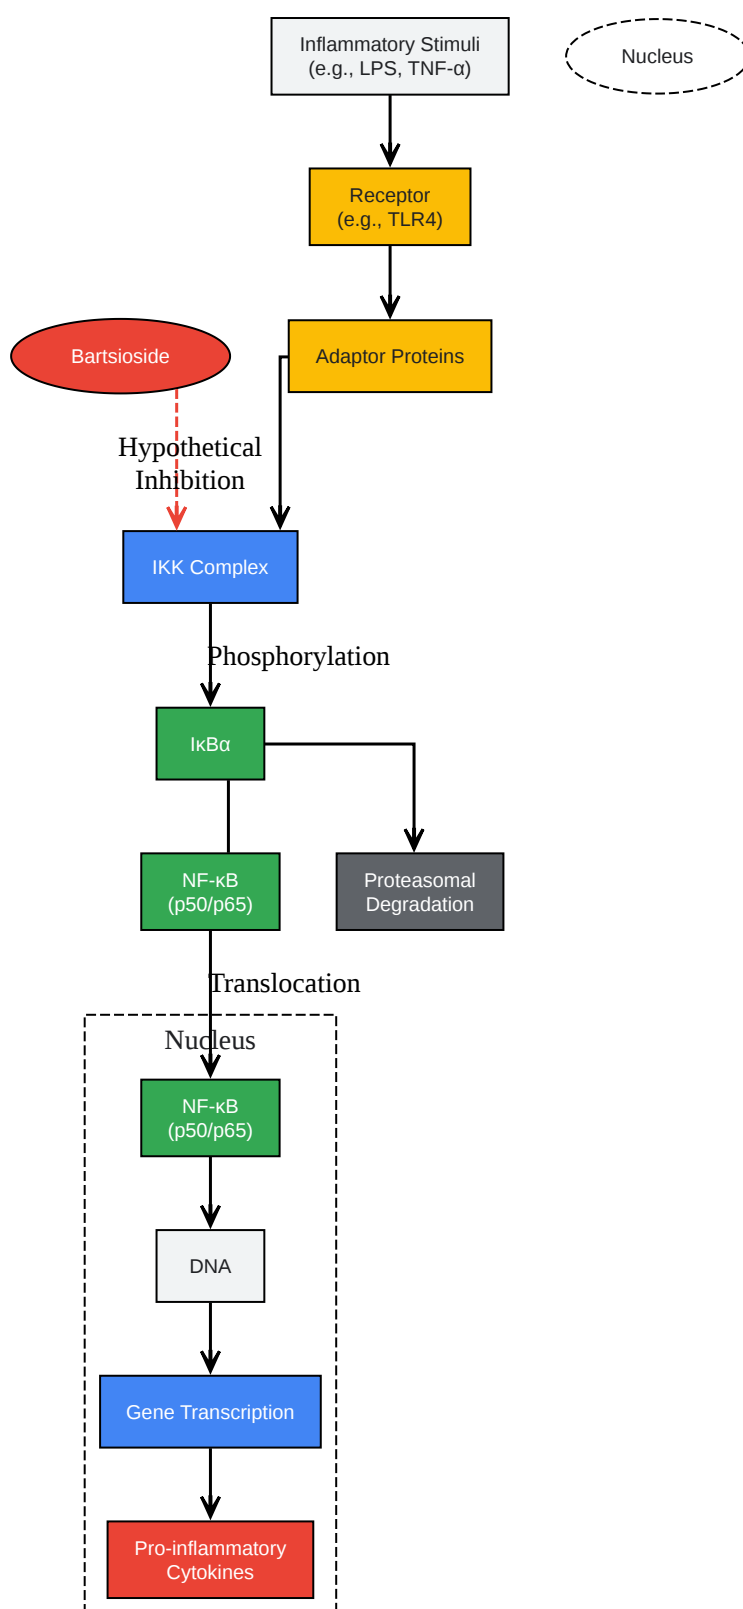 Inflammatory Stimuli
(e.g., LPS, TNF-α)
Nucleus
Receptor
(e.g., TLR4)
Bartsioside
Adaptor Proteins
Hypothetical
Inhibition
IKK Complex
Phosphorylation
IκBα
NF-κB
(p50/p65)
Proteasomal
Degradation
Translocation
Nucleus
NF-κB
(p50/p65)
DNA
Gene Transcription
Pro-inflammatory
Cytokines